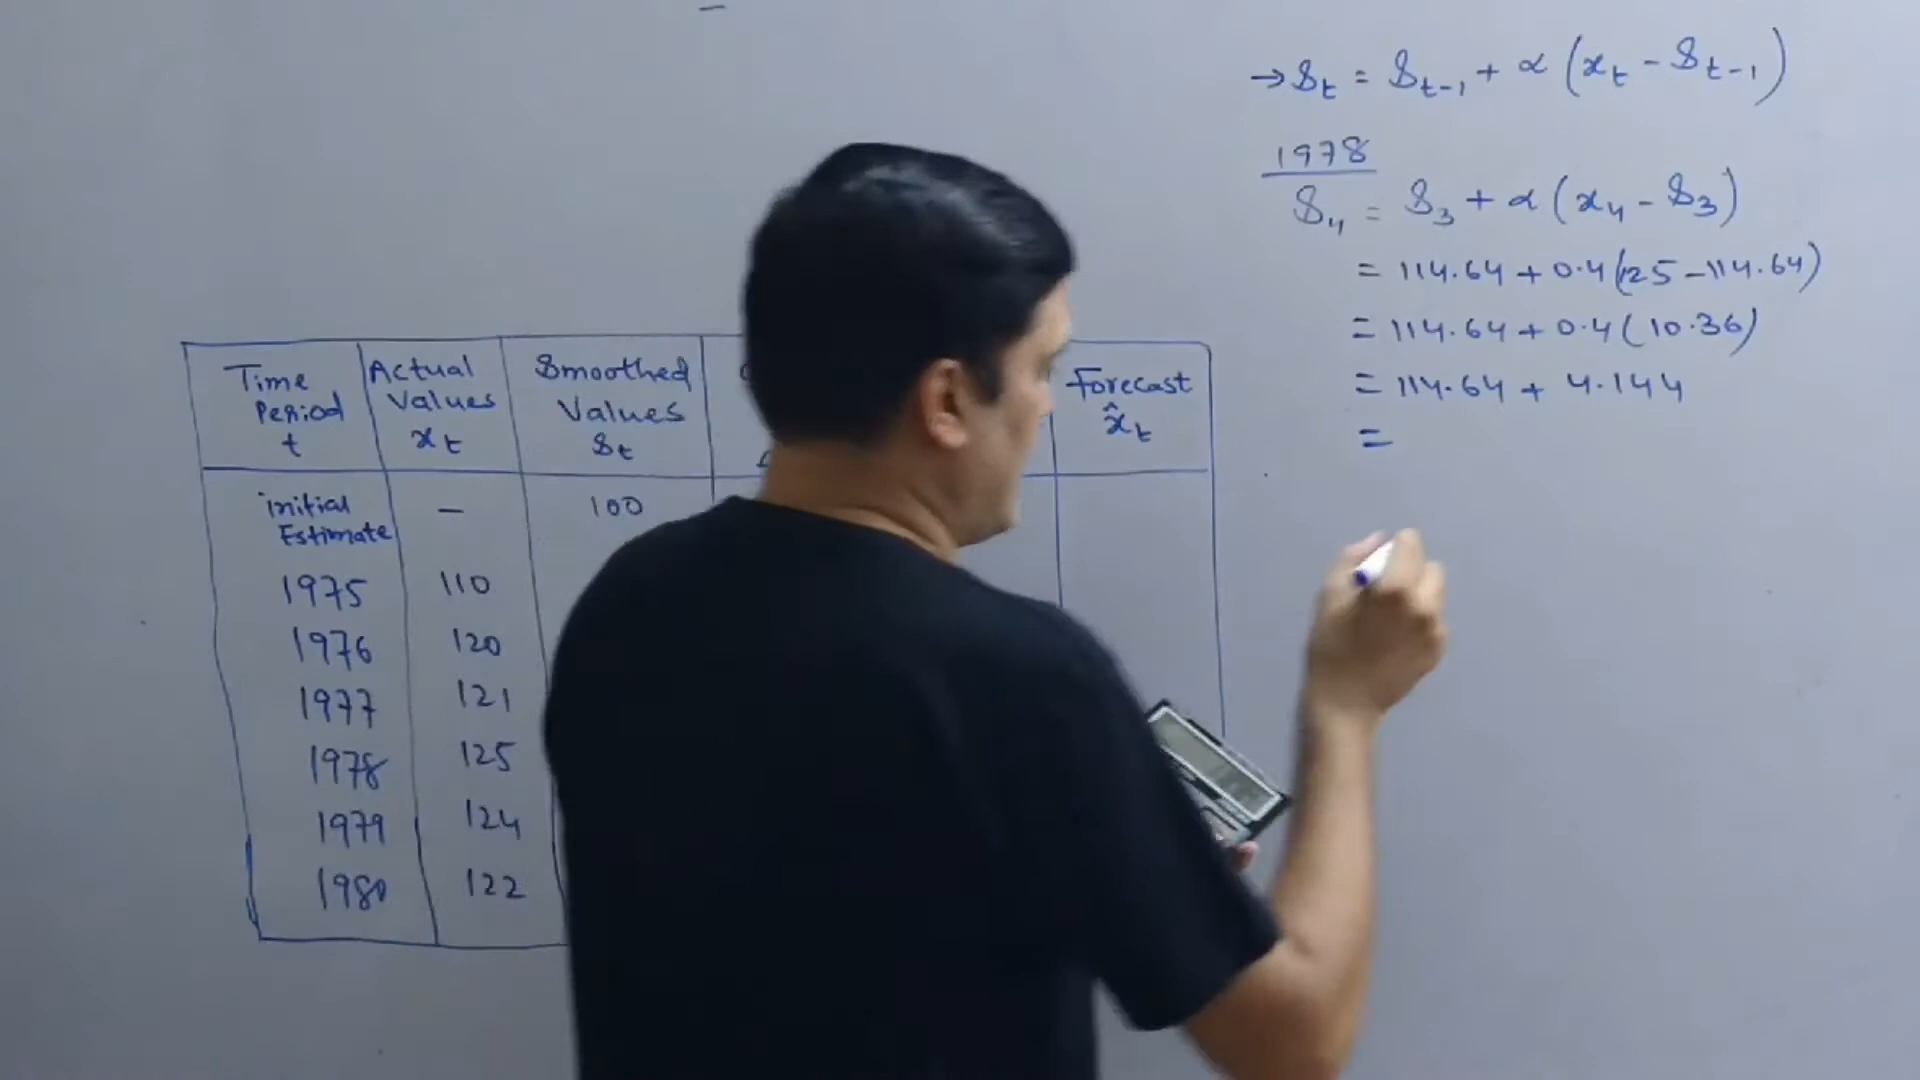 → St = St-1 + α (xt - St-1)
1978
S4 = S3 + α (x4 - S3)
= 114.64 + 0.4 (125 - 114.64)
= 114.64 + 0.4 (10.36)
= 114.64 + 4.144
=
Time Period t | Actual Values xt | Smoothed Values St | Forecast x̂t
initial Estimate | — | 100
1975 | 110
1976 | 120
1977 | 121
1978 | 125
1979 | 124
1980 | 122